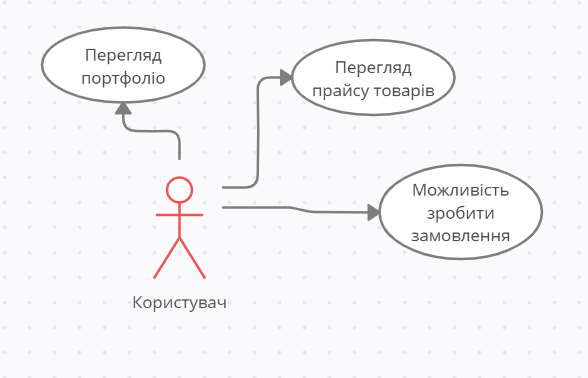 Перегляд
портфоліо
Перегляд
прайсу товарів
Можливість
зробити
замовлення
Користувач